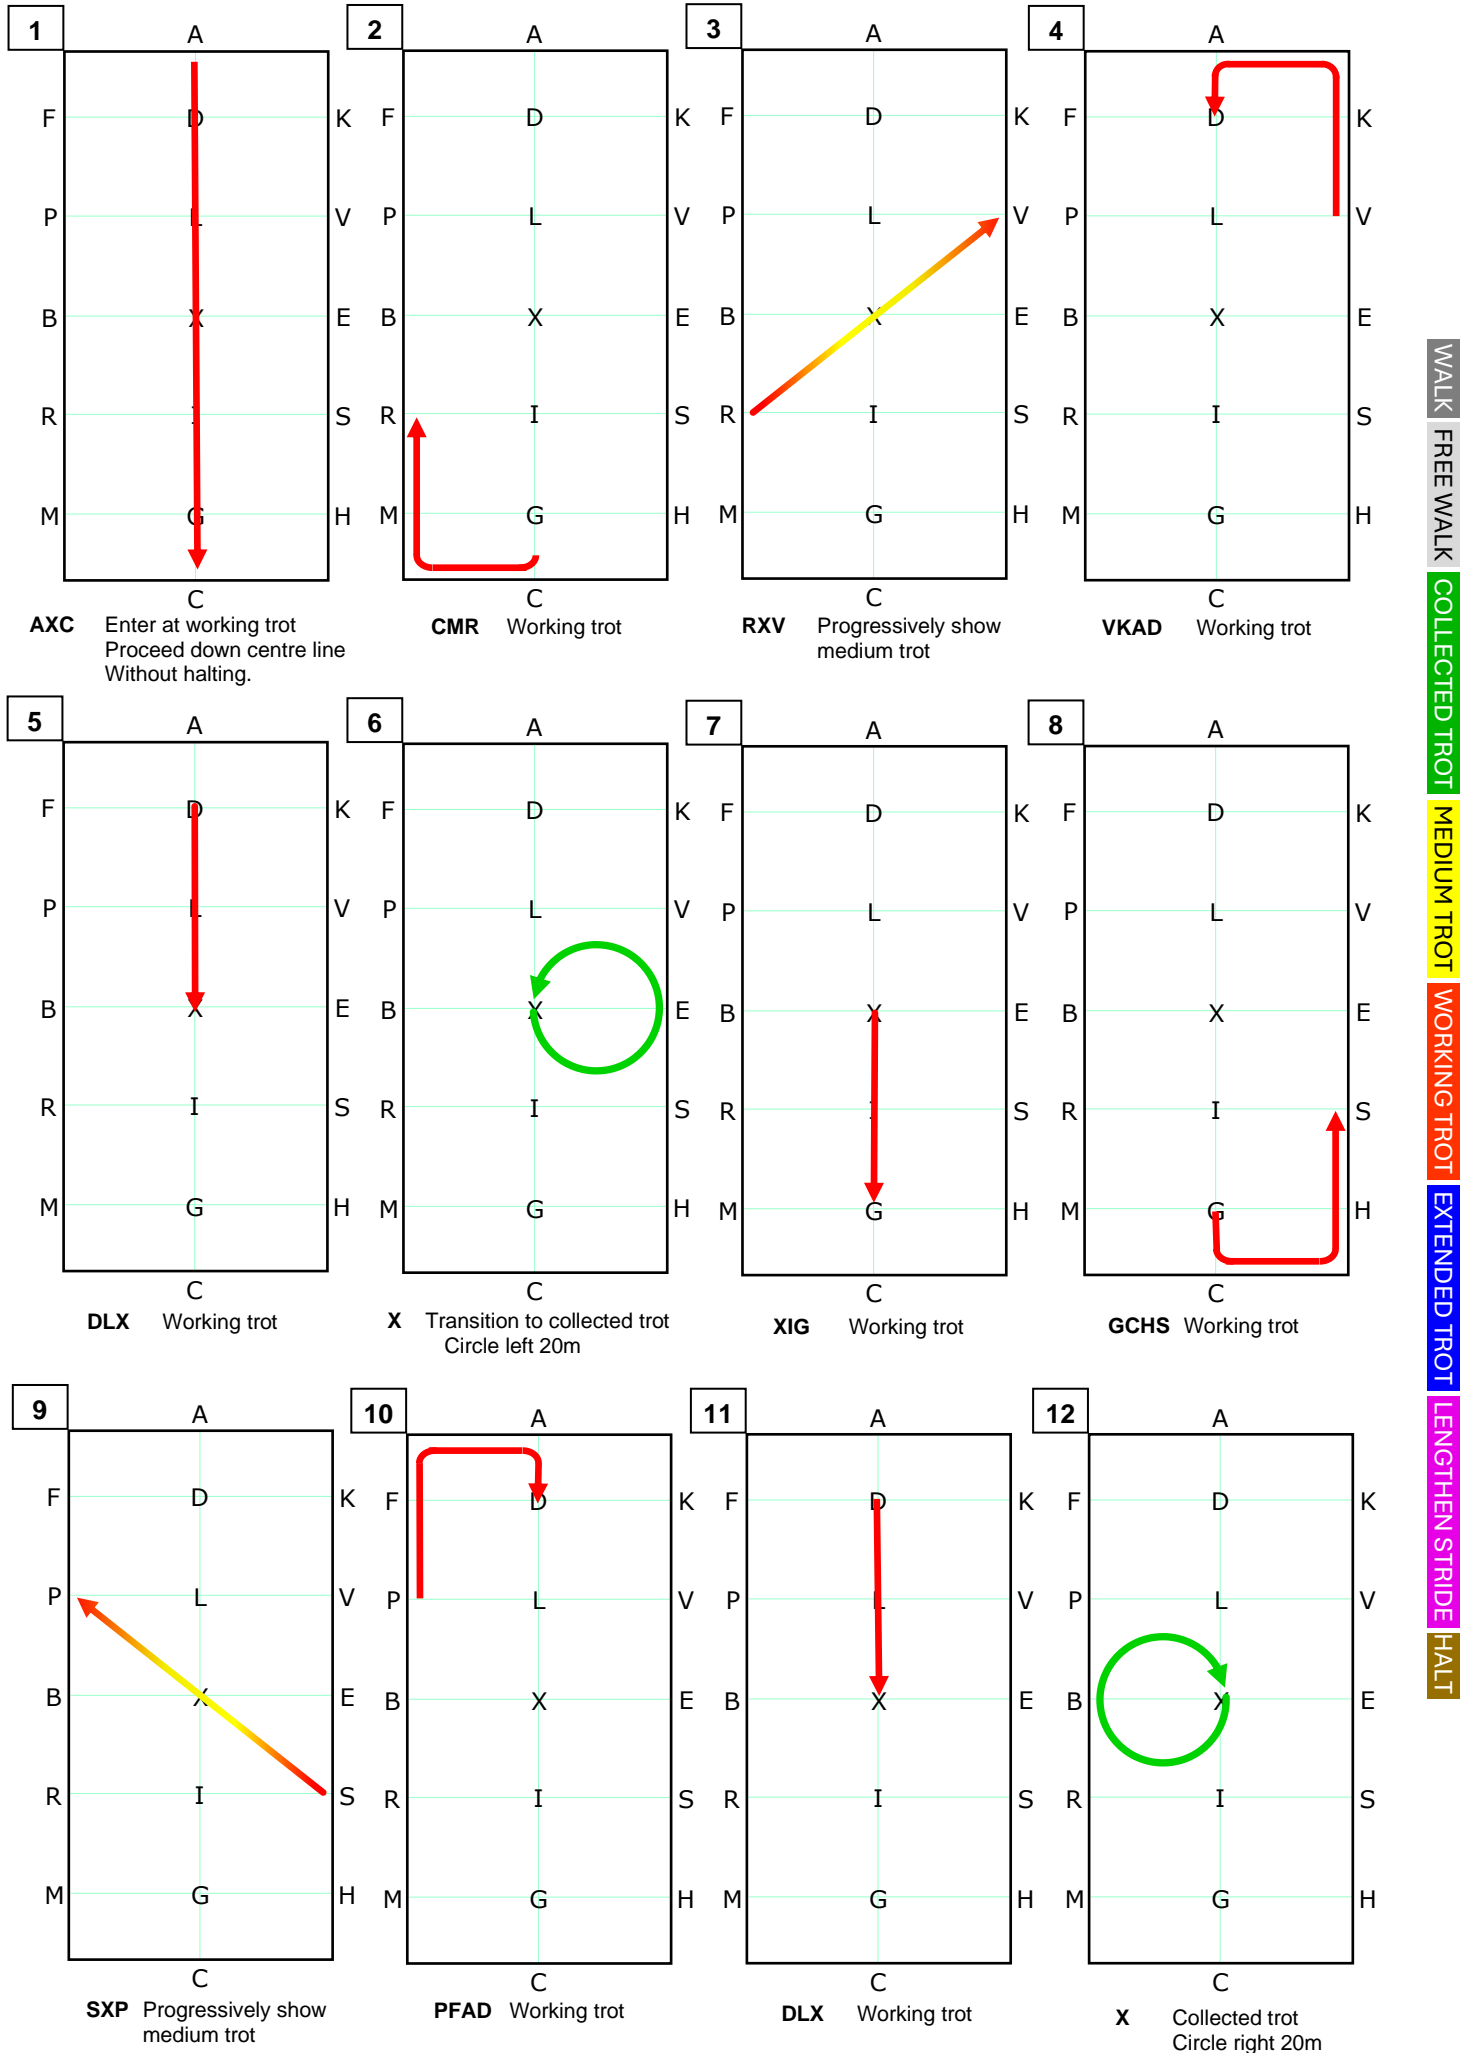 1
2
3
4
A
A
A
A
F D K
F D K
F D K
F D K
P L V
P L V
P L V
P L V
B X E
B X E
B X E
B X E
R I S
R I S
R I S
R I S
M G H
M G H
M G H
M G H
C
C
C
C
AXC Enter at working trot
Proceed down centre line
Without halting.
CMR Working trot
RXV Progressively show
medium trot
VKAD Working trot
5
6
7
8
A
A
A
A
F D K
F D K
F D K
F D K
P L V
P L V
P L V
P L V
B X E
B X E
B X E
B X E
R I S
R I S
R I S
R I S
M G H
M G H
M G H
M G H
C
C
C
C
DLX Working trot
X Transition to collected trot
Circle left 20m
XIG Working trot
GCHS Working trot
9
10
11
12
A
A
A
A
F D K
F D K
F D K
F D K
P L V
P L V
P L V
P L V
B X E
B X E
B X E
B X E
R I S
R I S
R I S
R I S
M G H
M G H
M G H
M G H
C
C
C
C
SXP Progressively show
medium trot
PFAD Working trot
DLX Working trot
X Collected trot
Circle right 20m
WALK
FREE WALK
COLLECTED TROT
MEDIUM TROT
WORKING TROT
EXTENDED TROT
LENGTHEN STRIDE
HALT